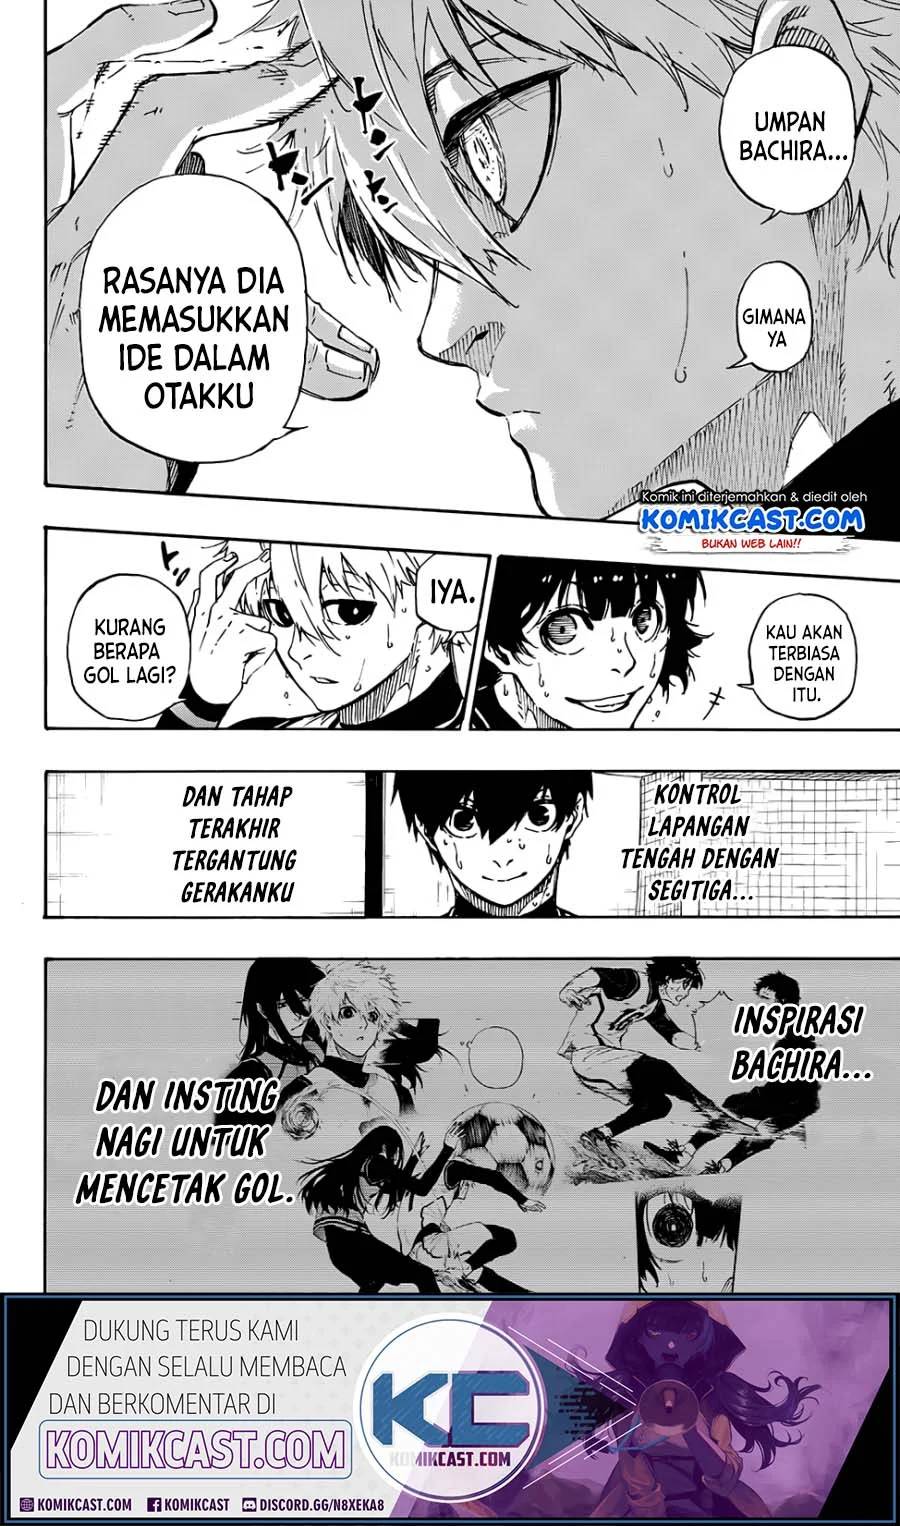 UMPAN
BACHIRA...
GIMANA
YA
RASANYA DIA
MEMASUKKAN
IDE DALAM
OTAKKU
Komik ini diterjemahkan & diedit oleh
KOMIKCAST.COM
BUKAN WEB LAIN!!
KAU AKAN
TERBIASA
DENGAN
ITU.
IYA.
KURANG
BERAPA
GOL LAGI?
KONTROL
LAPANGAN
TENGAH DENGAN
SEGITIGA...
DAN TAHAP
TERAKHIR
TERGANTUNG
GERAKANKU
INSPIRASI
BACHIRA...
DAN INSTING
NAGI UNTUK
MENCETAK GOL.
DUKUNG TERUS KAMI
DENGAN SELALU MEMBACA
DAN BERKOMENTAR DI
KOMIKCAST.COM
KC
KOMIKCAST.COM
KOMIKCAST.COM KOMIKCAST DISCORD.GG/N8XEKA8